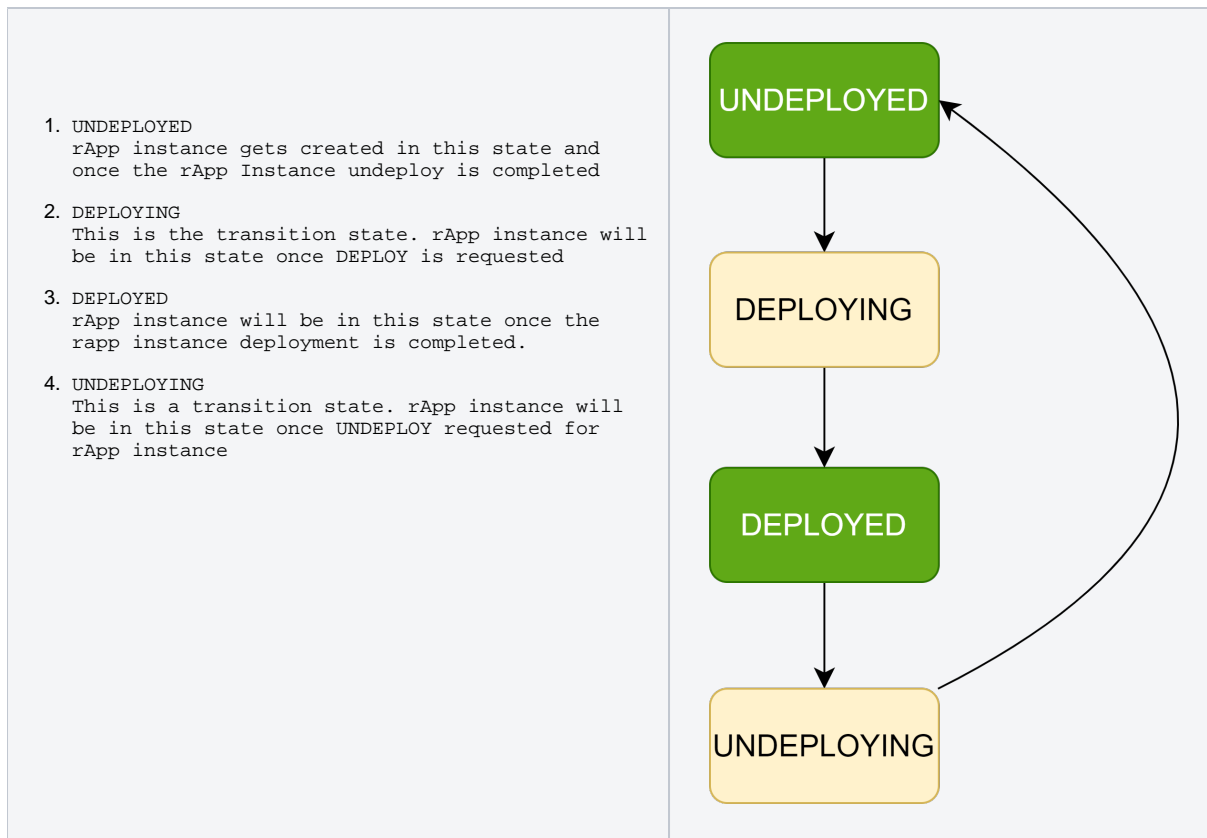 1. UNDEPLOYED
rApp instance gets created in this state and
once the rApp Instance undeploy is completed
2. DEPLOYING
This is the transition state. rApp instance will
be in this state once DEPLOY is requested
3. DEPLOYED
rApp instance will be in this state once the
rapp instance deployment is completed.
4. UNDEPLOYING
This is a transition state. rApp instance will
be in this state once UNDEPLOY requested for
rApp instance
UNDEPLOYED
DEPLOYING
DEPLOYED
UNDEPLOYING